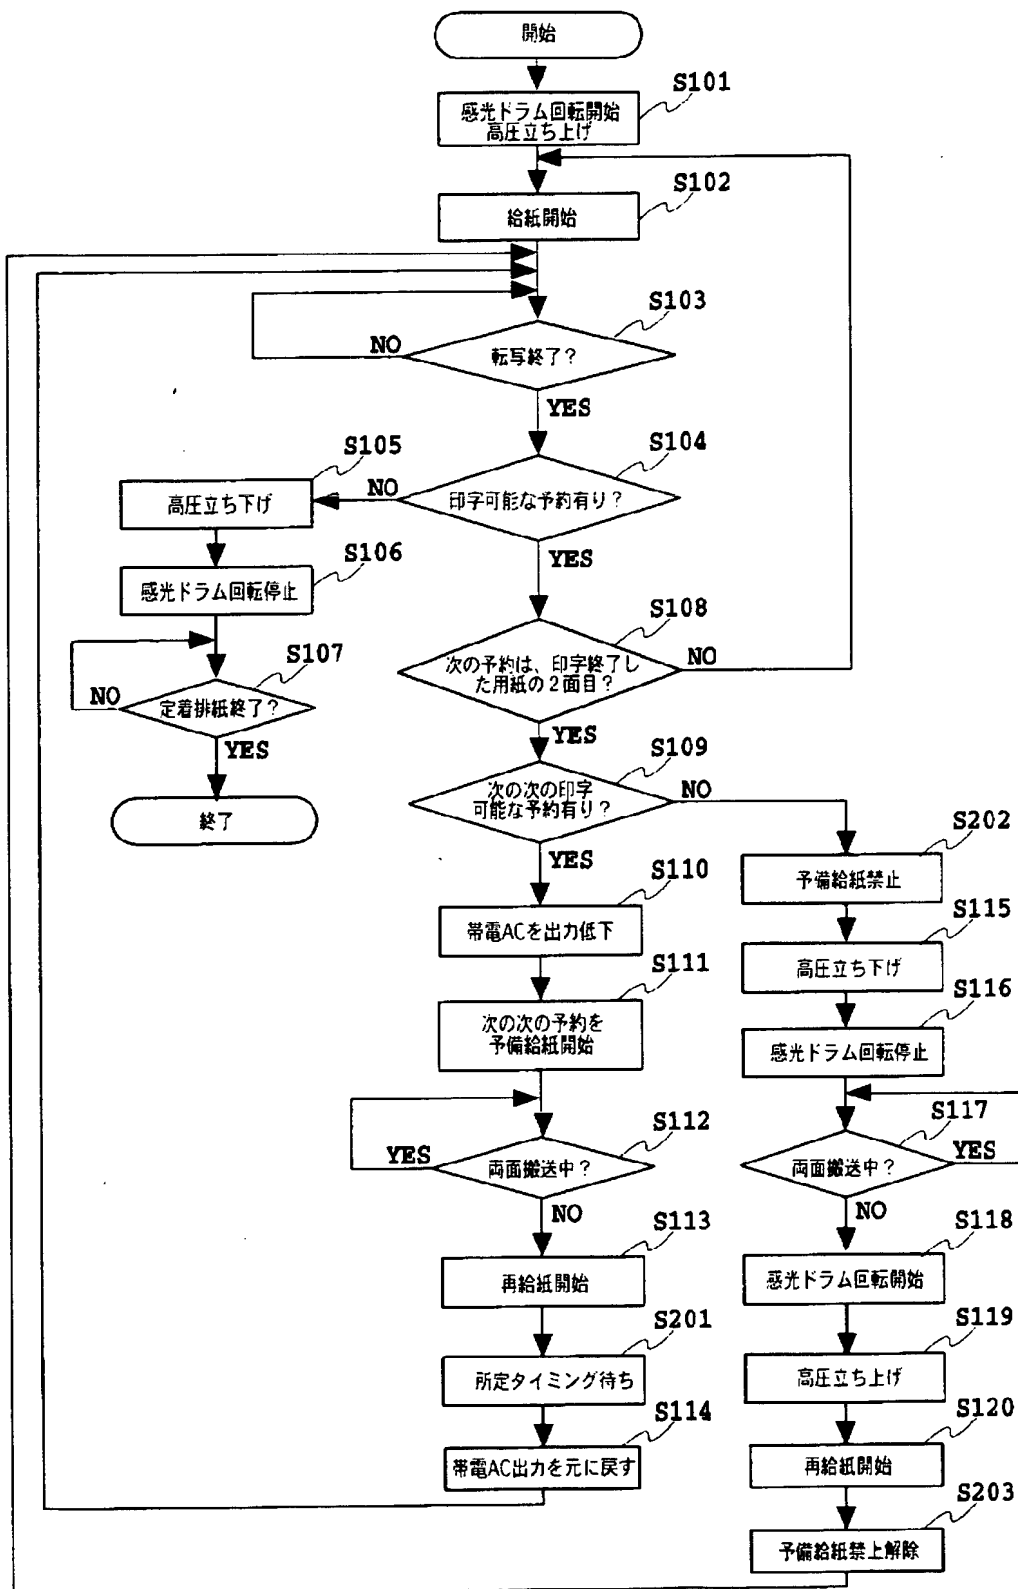 開始
S101
感光ドラム回転開始
高圧立ち上げ
S102
給紙開始
S103
転写終了?
NO
YES
S104
印字可能な予約有り?
NO
YES
S105
高圧立ち下げ
S106
感光ドラム回転停止
S107
定着排紙終了?
NO
YES
終了
S108
次の予約は、印字終了し
た用紙の2面目?
NO
YES
S109
次の次の印字
可能な予約有り?
NO
YES
S110
帯電ACを出力低下
S111
次の次の予約を
予備給紙開始
S112
両面搬送中?
YES
NO
S113
再給紙開始
S201
所定タイミング待ち
S114
帯電AC出力を元に戻す
S202
予備給紙禁止
S115
高圧立ち下げ
S116
感光ドラム回転停止
S117
両面搬送中?
YES
NO
S118
感光ドラム回転開始
S119
高圧立ち上げ
S120
再給紙開始
S203
予備給紙禁上解除